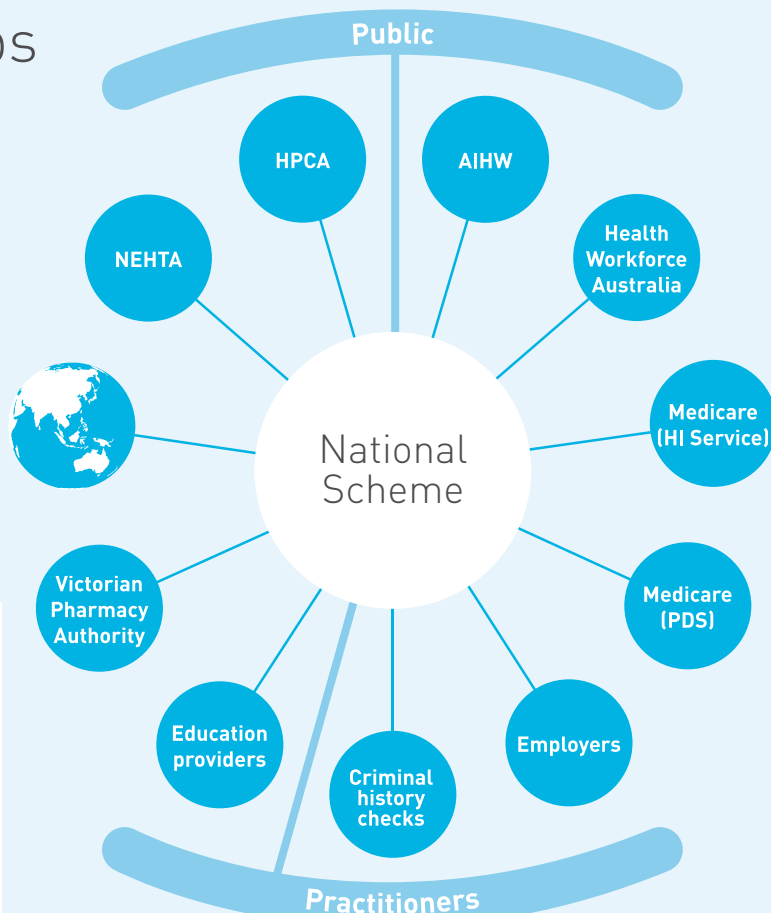 Public
HPCA
AIHW
NEHTA
Health
Workforce
Australia
Medicare
(HI Service)
National
Scheme
Victorian
Pharmacy
Authority
Medicare
(PDS)
Education
providers
Employers
Criminal
history
checks
Practitioners